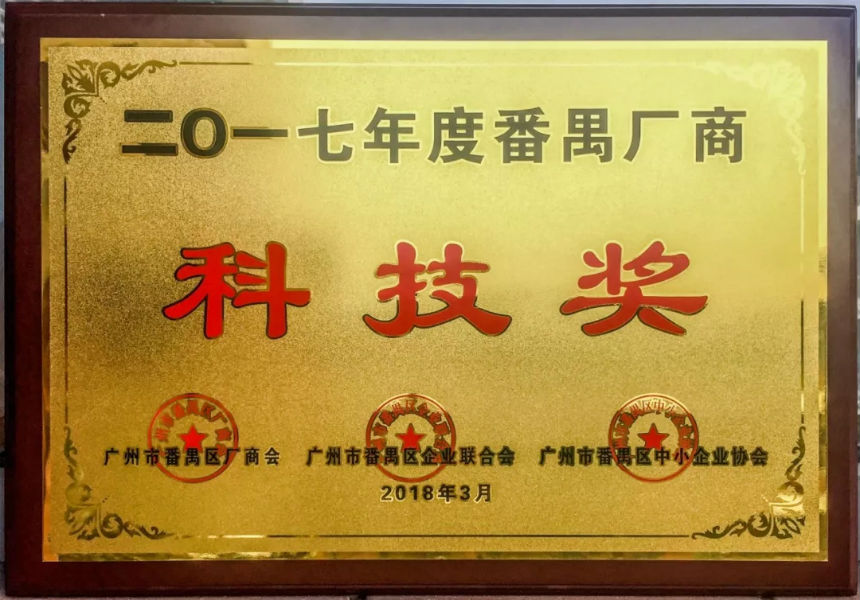 二〇一七年度番禺厂商
科技奖
广州市番禺区厂商会 广州市番禺区企业联合会 广州市番禺区中小企业协会
2018年3月